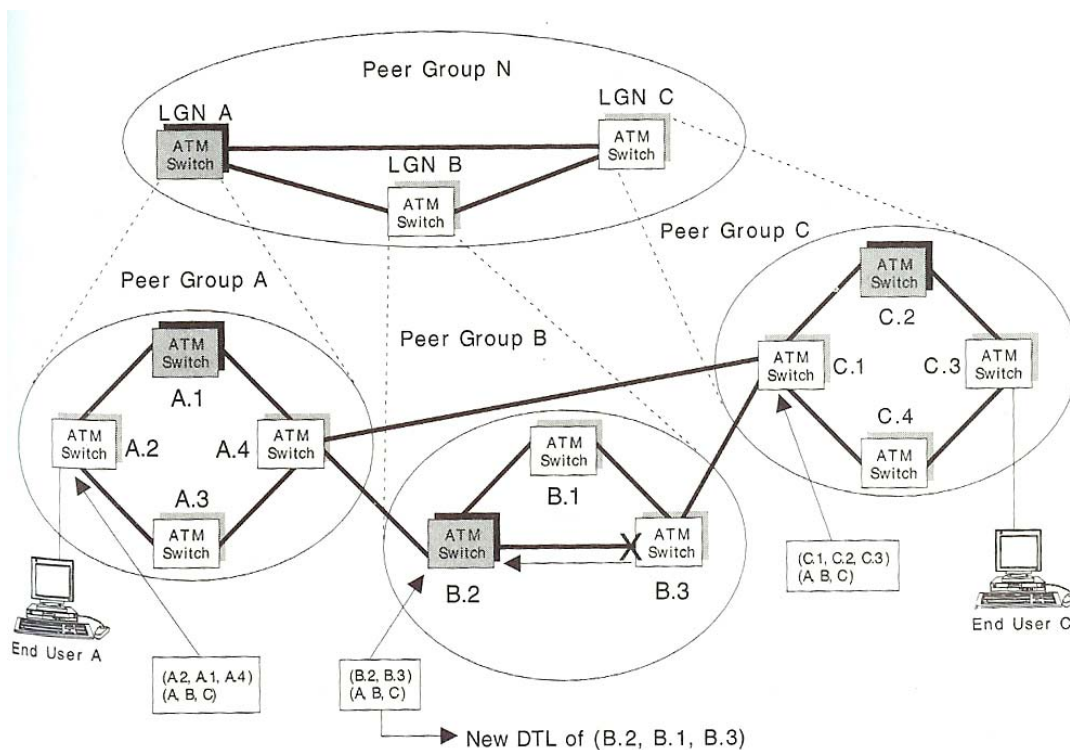 Peer Group N
LGN A
ATM
Switch
LGN B
ATM
Switch
LGN C
ATM
Switch
Peer Group A
ATM
Switch
A.1
ATM
Switch
A.2
A.4
ATM
Switch
A.3
ATM
Switch
End User A
(A.2, A.1, A.4)
(A, B, C)
Peer Group B
ATM
Switch
B.1
ATM
Switch
B.2
X
ATM
Switch
B.3
(B.2, B.3)
(A, B, C)
New DTL of (B.2, B.1, B.3)
Peer Group C
ATM
Switch
C.2
ATM
Switch
C.1
C.3
ATM
Switch
C.4
ATM
Switch
(C.1, C.2, C.3)
(A, B, C)
End User C